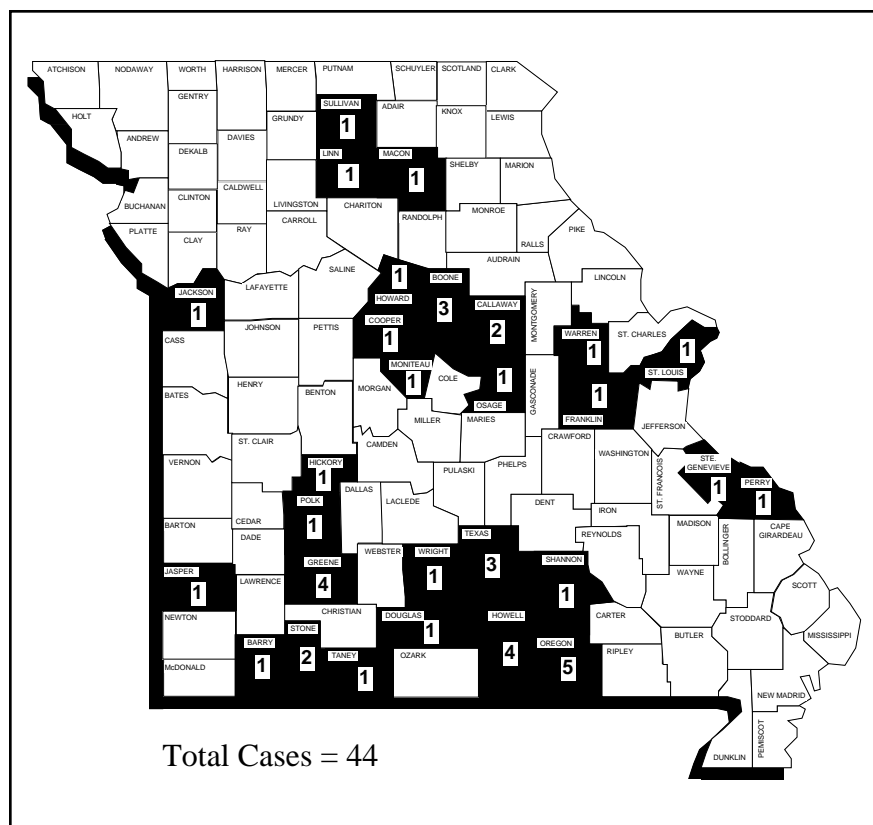 ATCHISON
NODAWAY
WORTH
HARRISON
MERCER
PUTNAM
SCHUYLER
SCOTLAND
CLARK
GENTRY
SULLIVAN
1
ADAIR
HOLT
GRUNDY
KNOX
LEWIS
ANDREW
DAVIES
DEKALB
LINN
1
MACON
1
SHELBY
MARION
CALDWELL
CLINTON
LIVINGSTON
CHARITON
BUCHANAN
CARROLL
RANDOLPH
MONROE
PLATTE
CLAY
RAY
RALLS
PIKE
SALINE
AUDRAIN
1
HOWARD
BOONE
3
LINCOLN
LAFAYETTE
JACKSON
1
CALLAWAY
2
MONTGOMERY
COOPER
1
JOHNSON
PETTIS
WARREN
1
ST. CHARLES
CASS
1
ST. LOUIS
MONITEAU
1
COLE
1
OSAGE
GASCONADE
1
FRANKLIN
HENRY
BATES
BENTON
MORGAN
MILLER
MARIES
JEFFERSON
ST. CLAIR
CAMDEN
CRAWFORD
WASHINGTON
VERNON
HICKORY
1
PULASKI
PHELPS
ST. FRANCOIS
STE.
GENEVIEVE
1
PERRY
1
POLK
1
DALLAS
LACLEDE
DENT
IRON
BARTON
CEDAR
DADE
TEXAS
3
REYNOLDS
MADISON
BOLLINGER
CAPE
GIRARDEAU
WEBSTER
WRIGHT
1
SHANNON
1
JASPER
1
GREENE
4
LAWRENCE
WAYNE
SCOTT
CHRISTIAN
DOUGLAS
1
HOWELL
4
CARTER
NEWTON
STODDARD
MISSISSIPPI
STONE
2
BARRY
1
TANEY
1
OZARK
OREGON
5
RIPLEY
BUTLER
McDONALD
NEW MADRID
PEMISCOT
DUNKLIN
Total Cases = 44